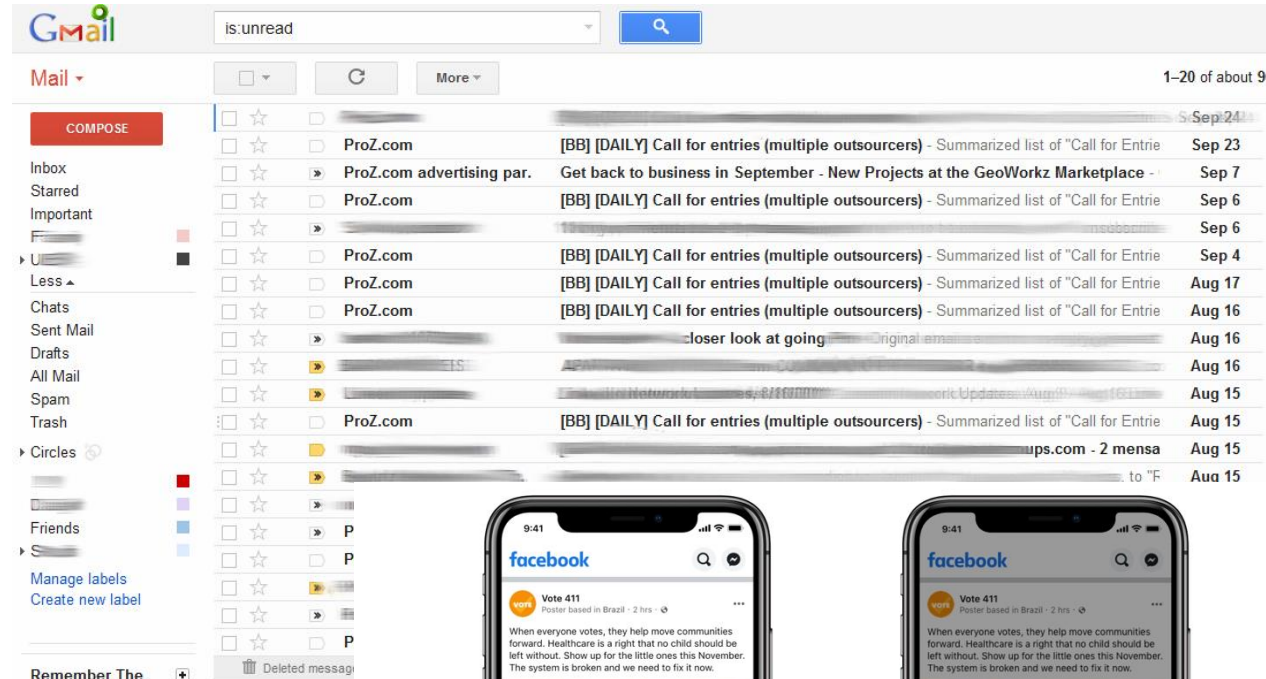 Gmail
is:unread
Mail
More
1–20 of about 9
COMPOSE
Inbox
Starred
Important
Less
Chats
Sent Mail
Drafts
All Mail
Spam
Trash
Circles
Friends
Manage labels
Create new label
Remember The
Sep 24
ProZ.com [BB] [DAILY] Call for entries (multiple outsourcers) - Summarized list of "Call for Entrie Sep 23
ProZ.com advertising par. Get back to business in September - New Projects at the GeoWorkz Marketplace - Sep 7
ProZ.com [BB] [DAILY] Call for entries (multiple outsourcers) - Summarized list of "Call for Entrie Sep 6
Sep 6
ProZ.com [BB] [DAILY] Call for entries (multiple outsourcers) - Summarized list of "Call for Entrie Sep 4
ProZ.com [BB] [DAILY] Call for entries (multiple outsourcers) - Summarized list of "Call for Entrie Aug 17
ProZ.com [BB] [DAILY] Call for entries (multiple outsourcers) - Summarized list of "Call for Entrie Aug 16
closer look at going Original Aug 16
Aug 16
Aug 15
ProZ.com [BB] [DAILY] Call for entries (multiple outsourcers) - Summarized list of "Call for Entrie Aug 15
ups.com - 2 mensa Aug 15
to "F Aug 15
P
P
P
Deleted message
9:41
facebook
Vote 411
Poster based in Brazil · 2 hrs ·
When everyone votes, they help move communities
forward. Healthcare is a right that no child should be
left without. Show up for the little ones this November.
The system is broken and we need to fix it now.
9:41
facebook
Vote 411
Poster based in Brazil · 2 hrs ·
When everyone votes, they help move communities
forward. Healthcare is a right that no child should be
left without. Show up for the little ones this November.
The system is broken and we need to fix it now.